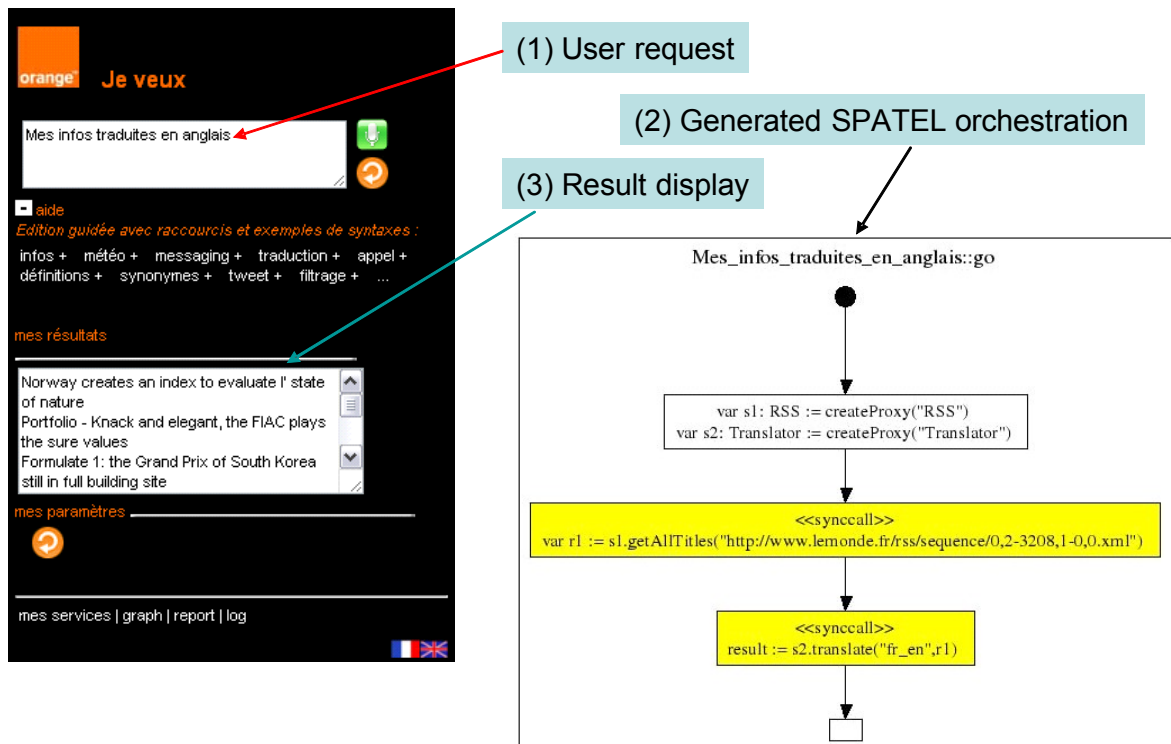 orange™
Je veux
Mes infos traduites en anglais
- aide
Edition guidée avec raccourcis et exemples de syntaxes :
infos + météo + messaging + traduction + appel +
définitions + synonymes + tweet + filtrage + ...
mes résultats
Norway creates an index to evaluate l' state
of nature
Portfolio - Knack and elegant, the FIAC plays
the sure values
Formulate 1: the Grand Prix of South Korea
still in full building site
mes paramètres
mes services | graph | report | log
(1) User request
(2) Generated SPATEL orchestration
(3) Result display
Mes_infos_traduites_en_anglais::go
var s1: RSS := createProxy("RSS")
var s2: Translator := createProxy("Translator")
<<synccall>>
var r1 := s1.getAllTitles("http://www.lemonde.fr/rss/sequence/0,2-3208,1-0,0.xml")
<<synccall>>
result := s2.translate("fr_en",r1)